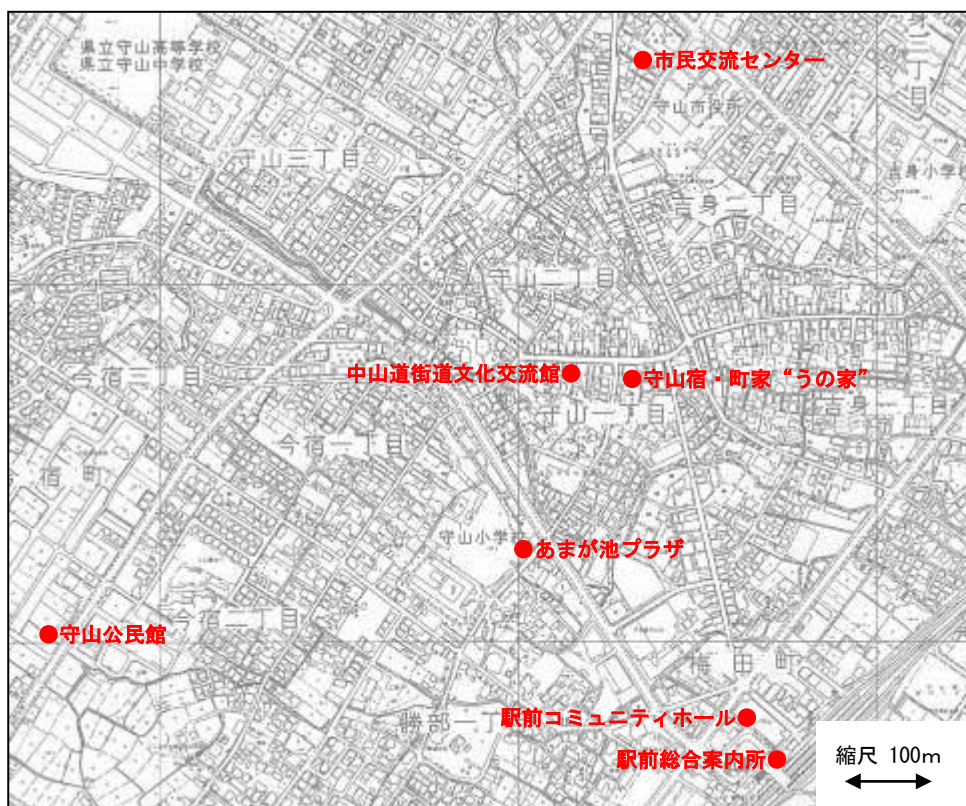 県立守山高等学校
県立守山中学校
●市民交流センター
守山市役所
吉身三丁目
守山三丁目
吉身小学校
吉身二丁目
守山二丁目
中山道街道文化交流館●
●守山宿・町家“うの家”
今宿三丁目
守山一丁目
吉身一丁目
今宿一丁目
宿町
守山小学校
●あまが池プラザ
今宿二丁目
●守山公民館
梅田町
勝部一丁
駅前コミュニティホール●
駅前総合案内所●
縮尺 100m